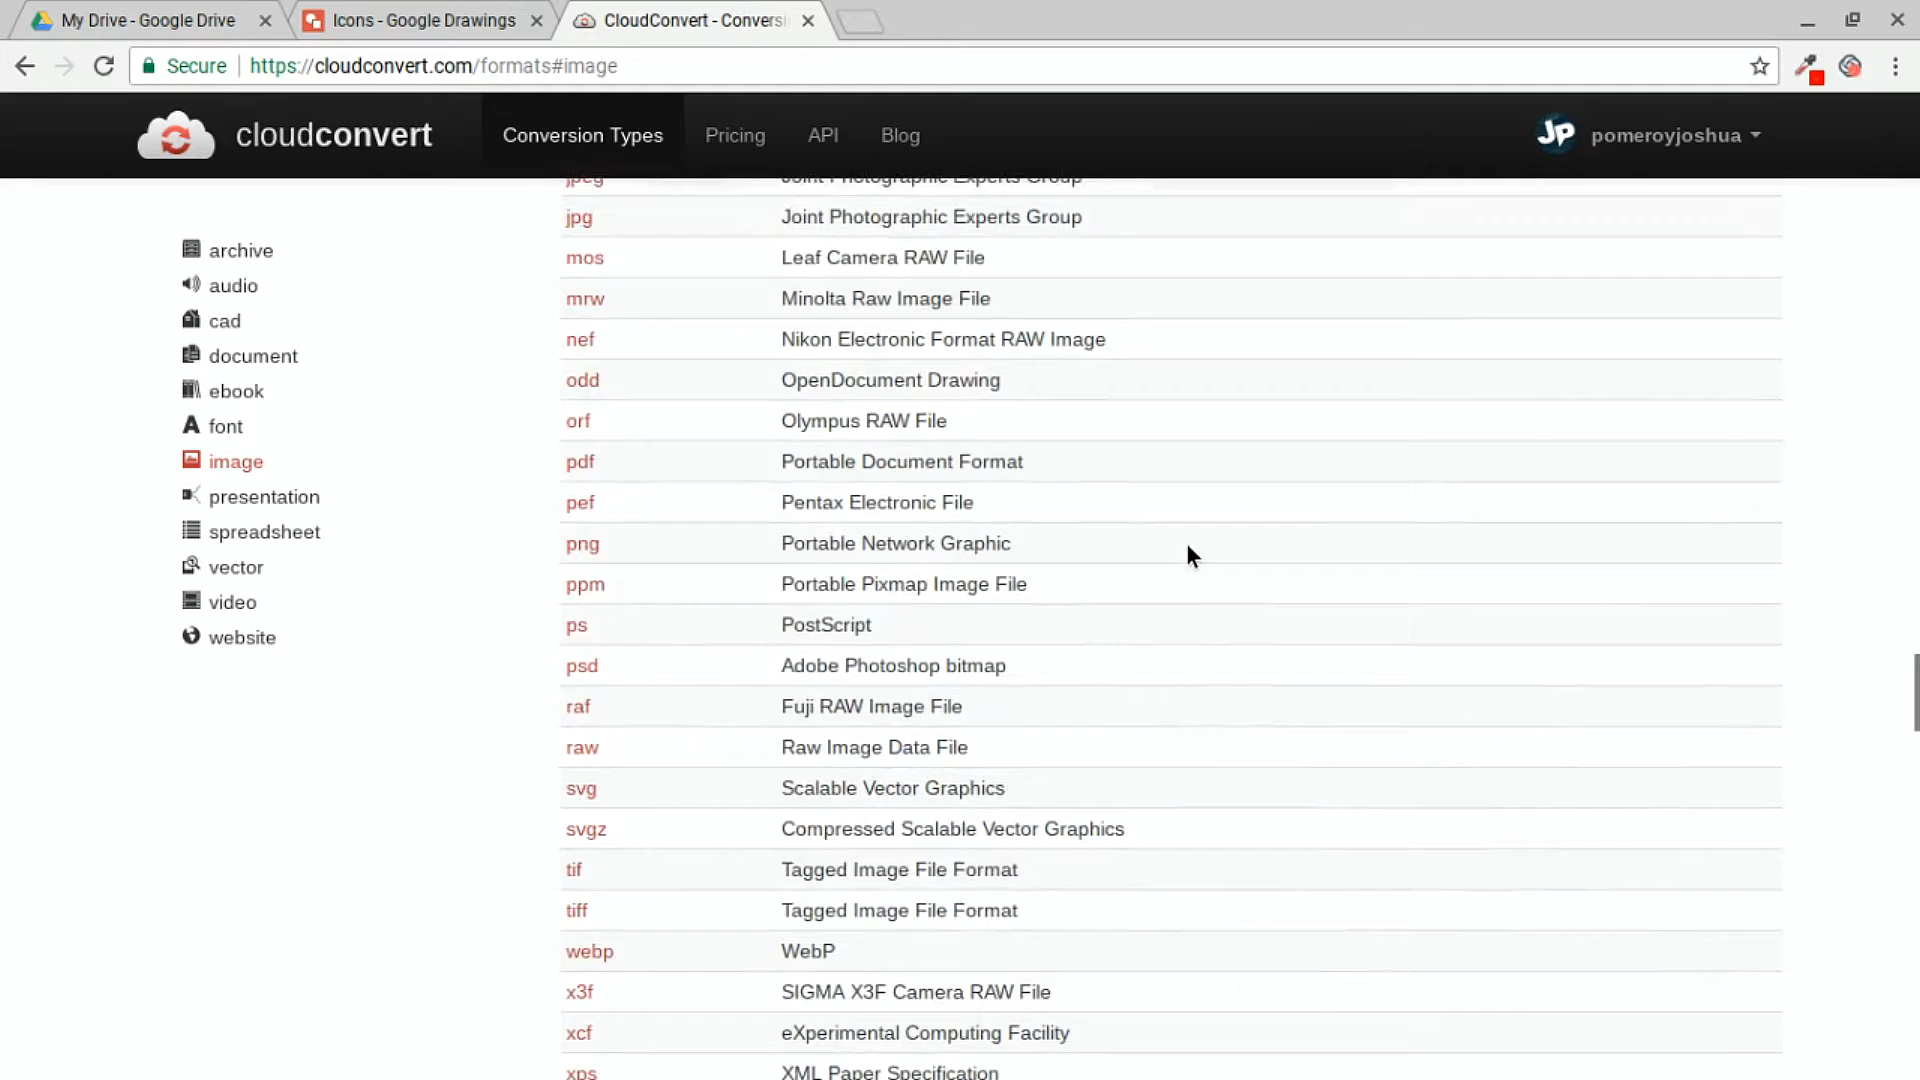 My Drive - Google Drive
Icons - Google Drawings
CloudConvert - Conversi
Secure
https://cloudconvert.com/formats#image
cloudconvert
Conversion Types
Pricing
API
Blog
JP
pomeroyjoshua
archive
audio
cad
document
ebook
font
image
presentation
spreadsheet
vector
video
website
jpeg Joint Photographic Experts Group
jpg Joint Photographic Experts Group
mos Leaf Camera RAW File
mrw Minolta Raw Image File
nef Nikon Electronic Format RAW Image
odd OpenDocument Drawing
orf Olympus RAW File
pdf Portable Document Format
pef Pentax Electronic File
png Portable Network Graphic
ppm Portable Pixmap Image File
ps PostScript
psd Adobe Photoshop bitmap
raf Fuji RAW Image File
raw Raw Image Data File
svg Scalable Vector Graphics
svgz Compressed Scalable Vector Graphics
tif Tagged Image File Format
tiff Tagged Image File Format
webp WebP
x3f SIGMA X3F Camera RAW File
xcf eXperimental Computing Facility
xps XML Paper Specification